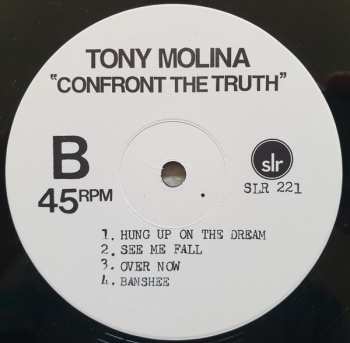 TONY MOLINA
"CONFRONT THE TRUTH"
B
45RPM
slr
SLR 221
1. HUNG UP ON THE DREAM
2. SEE ME FALL
3. OVER NOW
4. BANSHEE